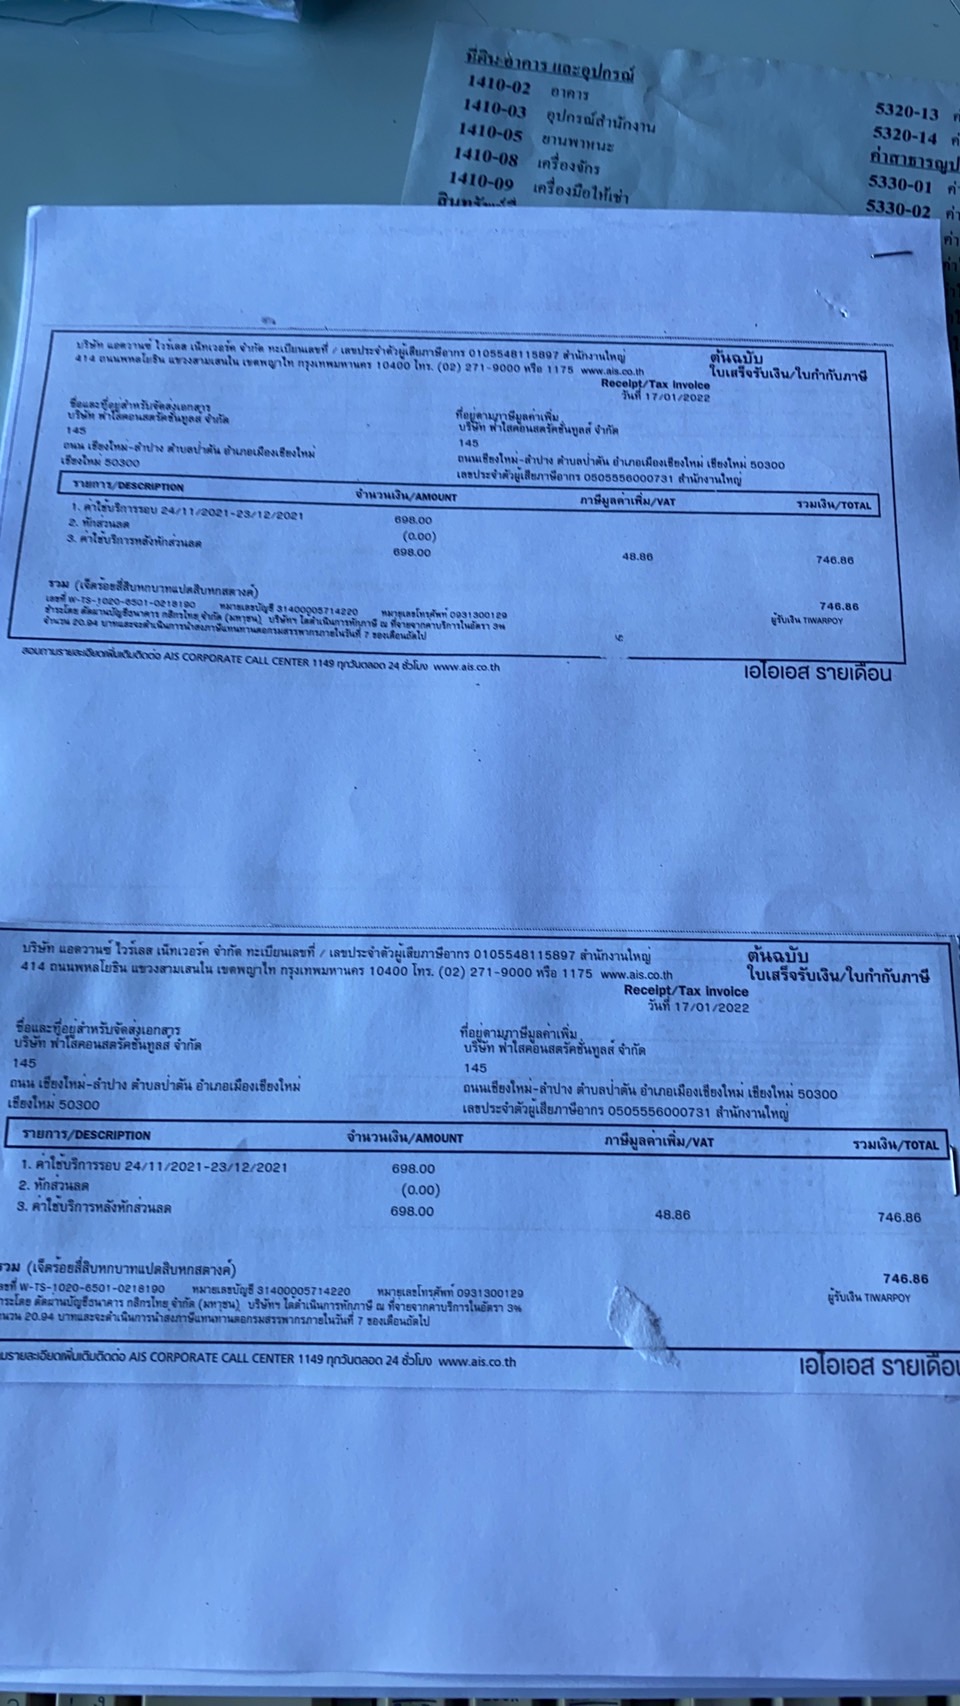 ที่ดิน อาคาร และอุปกรณ์
1410-02 อาคาร
1410-03 อุปกรณ์สำนักงาน
1410-05 ยานพาหนะ
1410-08 เครื่องจักร
1410-09 เครื่องมือให้เช่า
5320-13
5320-14
5330-01
5330-02
บริษัท แอดวานซ์ ไวร์เลส เน็ทเวอร์ค จำกัด ทะเบียนเลขที่ / เลขประจำตัวผู้เสียภาษีอากร 0105548115897 สำนักงานใหญ่
414 ถนนพหลโยธิน แขวงสามเสนใน เขตพญาไท กรุงเทพมหานคร 10400 โทร. (02) 271-9000 หรือ 1175 www.ais.co.th
ต้นฉบับ
ใบเสร็จรับเงิน/ใบกำกับภาษี
Receipt/Tax Invoice
วันที่ 17/01/2022
ชื่อและที่อยู่สำหรับจัดส่งเอกสาร
บริษัท ฟ้าใสคอนสตรัคชั่นทูลส์ จำกัด
145
ถนน เชียงใหม่-ลำปาง ตำบลป่าตัน อำเภอเมืองเชียงใหม่
เชียงใหม่ 50300
ที่อยู่ตามภาษีมูลค่าเพิ่ม
บริษัท ฟ้าใสคอนสตรัคชั่นทูลส์ จำกัด
145
ถนนเชียงใหม่-ลำปาง ตำบลป่าตัน อำเภอเมืองเชียงใหม่ เชียงใหม่ 50300
เลขประจำตัวผู้เสียภาษีอากร 0505556000731 สำนักงานใหญ่
รายการ/DESCRIPTION จำนวนเงิน/AMOUNT ภาษีมูลค่าเพิ่ม/VAT รวมเงิน/TOTAL
1. ค่าใช้บริการรอบ 24/11/2021-23/12/2021 698.00
2. หักส่วนลด (0.00)
3. ค่าใช้บริการหลังหักส่วนลด 698.00 48.86 746.86
รวม (เจ็ดร้อยสี่สิบหกบาทแปดสิบหกสตางค์) 746.86
เลขที่ W-TS-1020-6501-0218190 หมายเลขบัญชี 31400005714220 หมายเลขโทรศัพท์ 0931300129
ผู้รับเงิน TIWARPOY
ชำระโดย ตัดผ่านบัญชีธนาคาร กสิกรไทย จำกัด (มหาชน) บริษัทฯ ได้ดำเนินการหักภาษี ณ ที่จ่ายจากค่าบริการในอัตรา 3%
จำนวน 20.94 บาทและจะดำเนินการนำส่งภาษีแทนท่านต่อกรมสรรพากรภายในวันที่ 7 ของเดือนถัดไป
สอบถามรายละเอียดเพิ่มเติมติดต่อ AIS CORPORATE CALL CENTER 1149 ทุกวันตลอด 24 ชั่วโมง www.ais.co.th
เอไอเอส รายเดือน
บริษัท แอดวานซ์ ไวร์เลส เน็ทเวอร์ค จำกัด ทะเบียนเลขที่ / เลขประจำตัวผู้เสียภาษีอากร 0105548115897 สำนักงานใหญ่
414 ถนนพหลโยธิน แขวงสามเสนใน เขตพญาไท กรุงเทพมหานคร 10400 โทร. (02) 271-9000 หรือ 1175 www.ais.co.th
ต้นฉบับ
ใบเสร็จรับเงิน/ใบกำกับภาษี
Receipt/Tax Invoice
วันที่ 17/01/2022
ชื่อและที่อยู่สำหรับจัดส่งเอกสาร
บริษัท ฟ้าใสคอนสตรัคชั่นทูลส์ จำกัด
145
ถนน เชียงใหม่-ลำปาง ตำบลป่าตัน อำเภอเมืองเชียงใหม่
เชียงใหม่ 50300
ที่อยู่ตามภาษีมูลค่าเพิ่ม
บริษัท ฟ้าใสคอนสตรัคชั่นทูลส์ จำกัด
145
ถนนเชียงใหม่-ลำปาง ตำบลป่าตัน อำเภอเมืองเชียงใหม่ เชียงใหม่ 50300
เลขประจำตัวผู้เสียภาษีอากร 0505556000731 สำนักงานใหญ่
รายการ/DESCRIPTION จำนวนเงิน/AMOUNT ภาษีมูลค่าเพิ่ม/VAT รวมเงิน/TOTAL
1. ค่าใช้บริการรอบ 24/11/2021-23/12/2021 698.00
2. หักส่วนลด (0.00)
3. ค่าใช้บริการหลังหักส่วนลด 698.00 48.86 746.86
รวม (เจ็ดร้อยสี่สิบหกบาทแปดสิบหกสตางค์) 746.86
ลขที่ W-TS-1020-6501-0218190 หมายเลขบัญชี 31400005714220 หมายเลขโทรศัพท์ 0931300129
ผู้รับเงิน TIWARPOY
ำระโดย ตัดผ่านบัญชีธนาคาร กสิกรไทย จำกัด (มหาชน) บริษัทฯ ได้ดำเนินการหักภาษี ณ ที่จ่ายจากค่าบริการในอัตรา 3%
ำนวน 20.94 บาทและจะดำเนินการนำส่งภาษีแทนท่านต่อกรมสรรพากรภายในวันที่ 7 ของเดือนถัดไป
มรายละเอียดเพิ่มเติมติดต่อ AIS CORPORATE CALL CENTER 1149 ทุกวันตลอด 24 ชั่วโมง www.ais.co.th
เอไอเอส รายเดือน